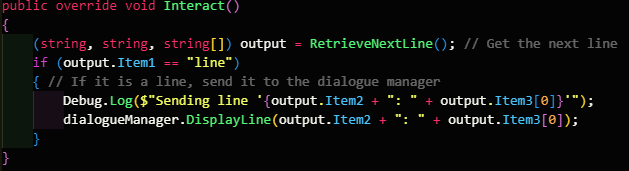 public override void Interact()
{
    (string, string, string[]) output = RetrieveNextLine(); // Get the next line
    if (output.Item1 == "line")
    { // If it is a line, send it to the dialogue manager
        Debug.Log($"Sending line '{output.Item2 + ": " + output.Item3[0]}'");
        dialogueManager.DisplayLine(output.Item2 + ": " + output.Item3[0]);
    }
}